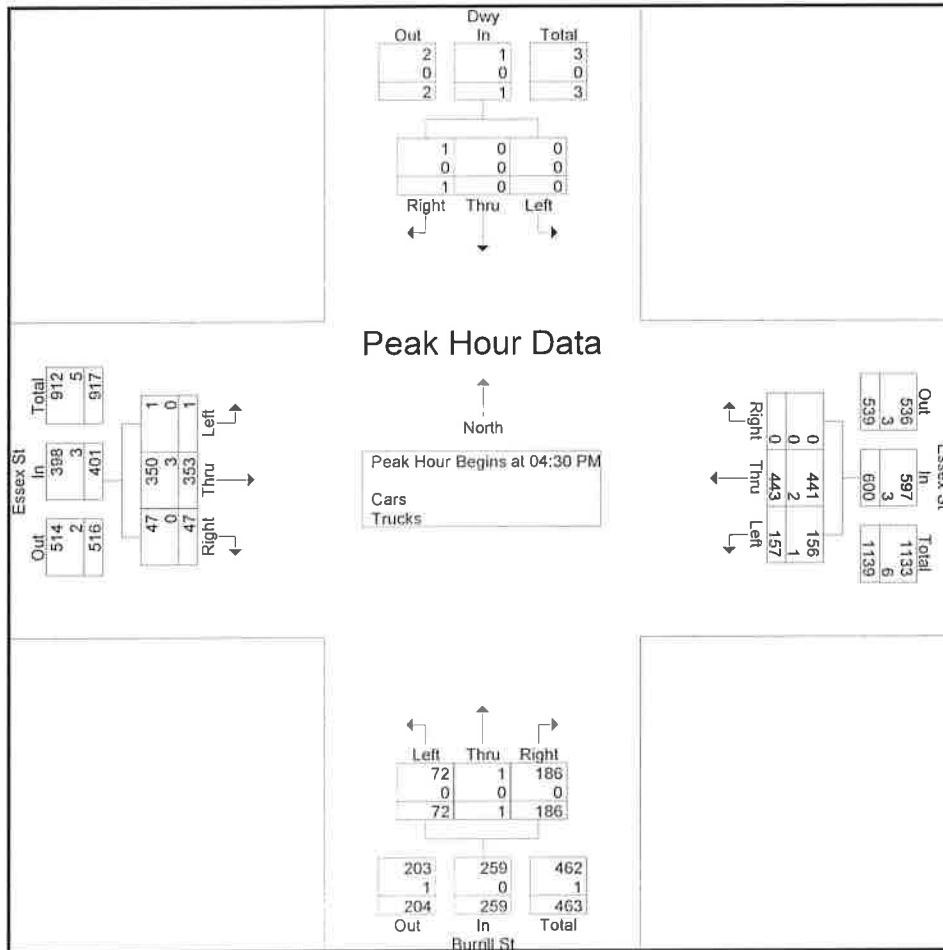 Dwy
Out In Total
2 1 3
0 0 0
2 1 3
1 0 0
0 0 0
1 0 0
Right Thru Left
Peak Hour Data
North
Peak Hour Begins at 04:30 PM
Cars
Trucks
Essex St
Total In Out
912 398 514
5 3 2
917 401 516
1 350 47
0 3 0
1 353 47
Left Thru Right
Right Thru Left
0 443 157
0 2 1
0 441 156
539 600 1139
3 3 6
536 597 1133
Out In Total
Essex St
Left Thru Right
72 1 186
0 0 0
72 1 186
203 259 462
1 0 1
204 259 463
Out In Total
Burrill St